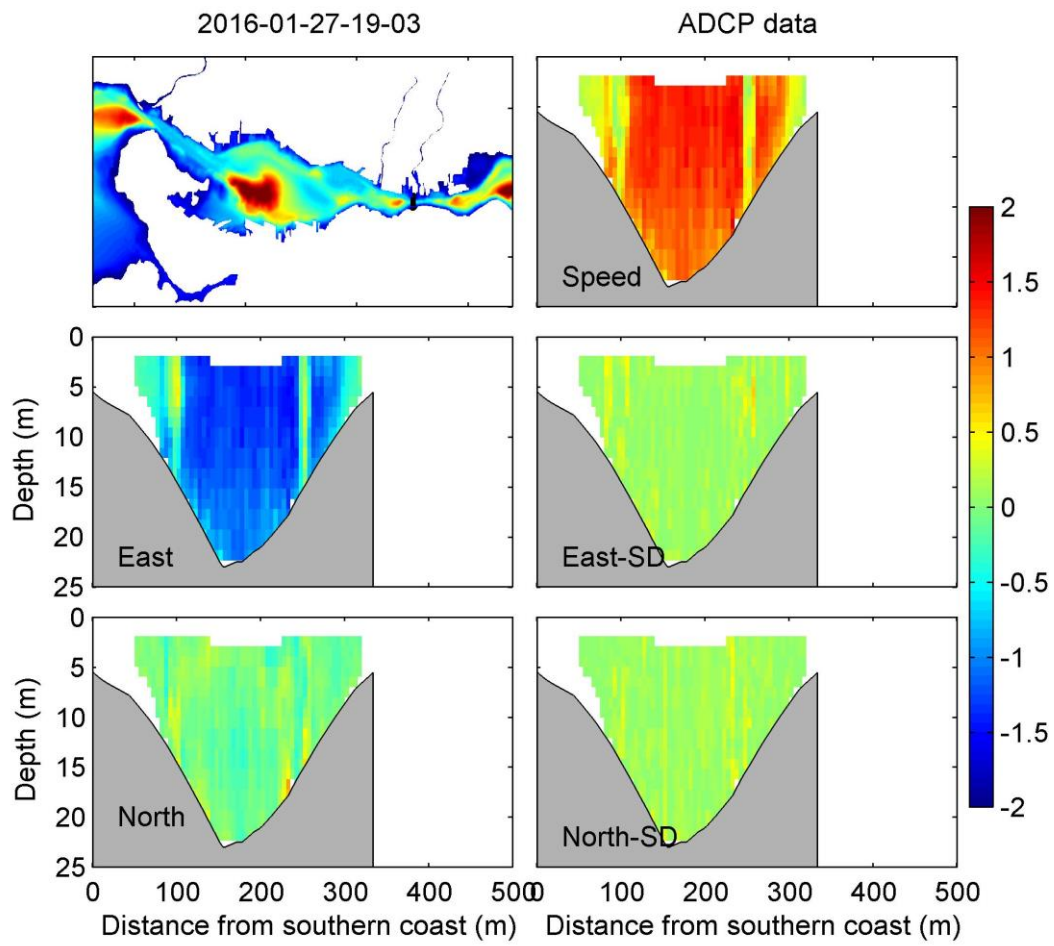 2016-01-27-19-03
ADCP data
Speed
2
1.5
1
0.5
0
-0.5
-1
-1.5
-2
0
5
10
15
20
25
Depth (m)
East
East-SD
0
5
10
15
20
25
Depth (m)
North
North-SD
0 100 200 300 400 500
0 100 200 300 400 500
Distance from southern coast (m)
Distance from southern coast (m)